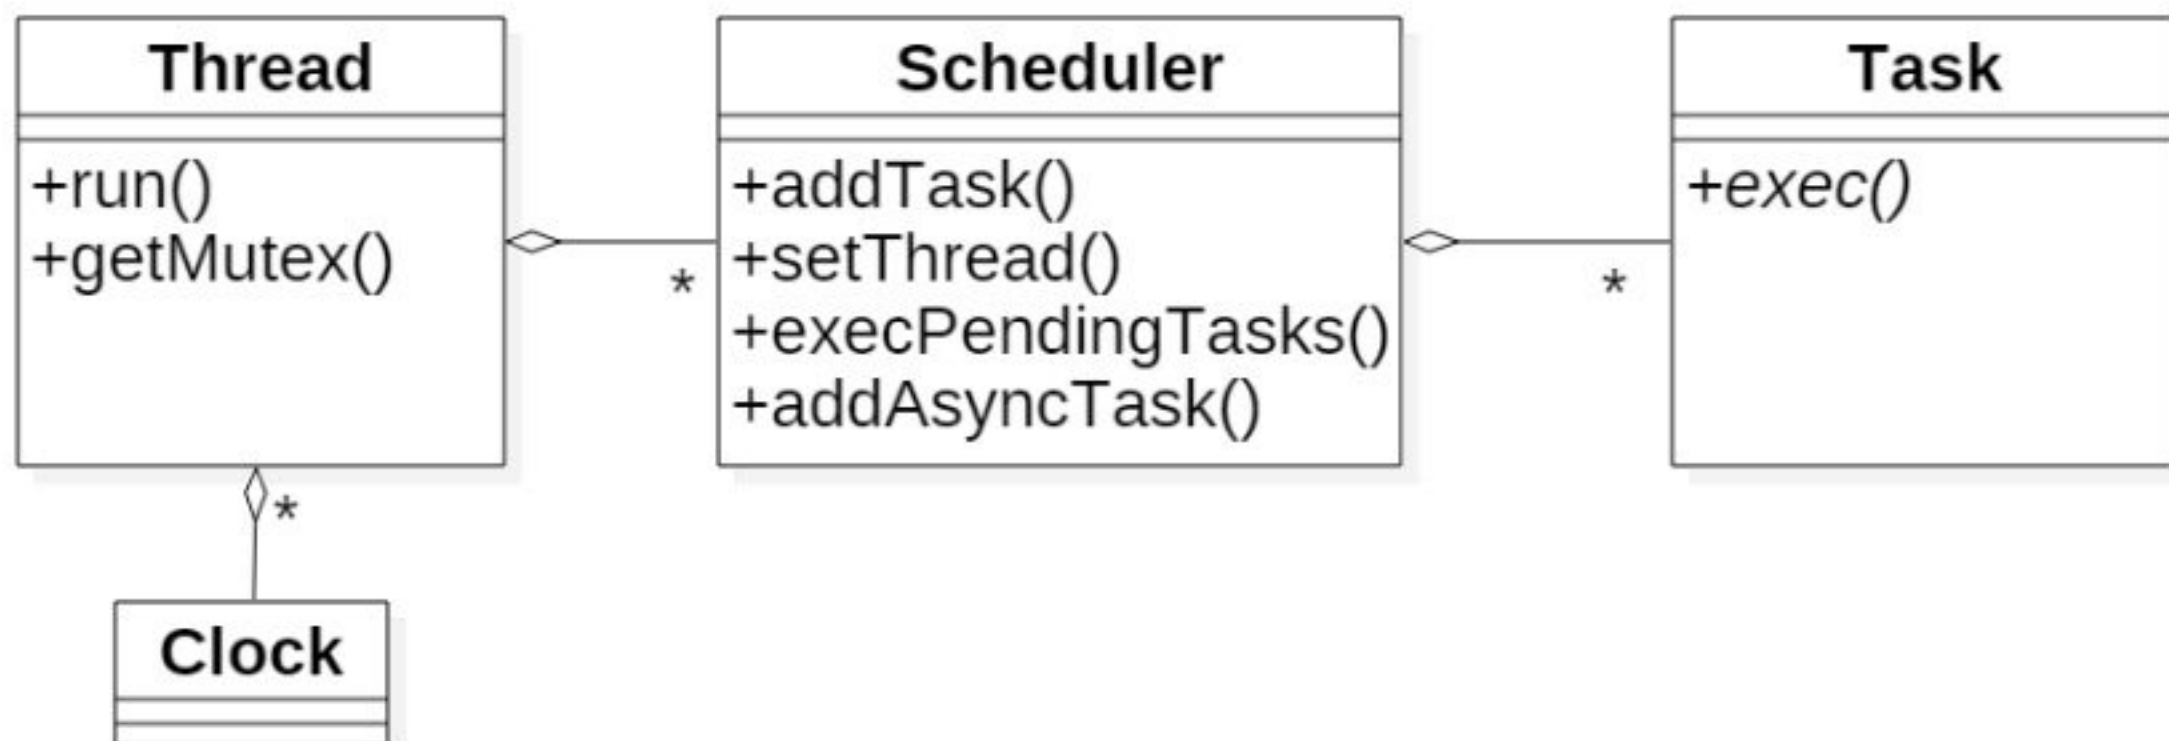 Thread
+run()
+getMutex()
*
Scheduler
+addTask()
+setThread()
+execPendingTasks()
+addAsyncTask()
*
Task
+exec()
*
Clock